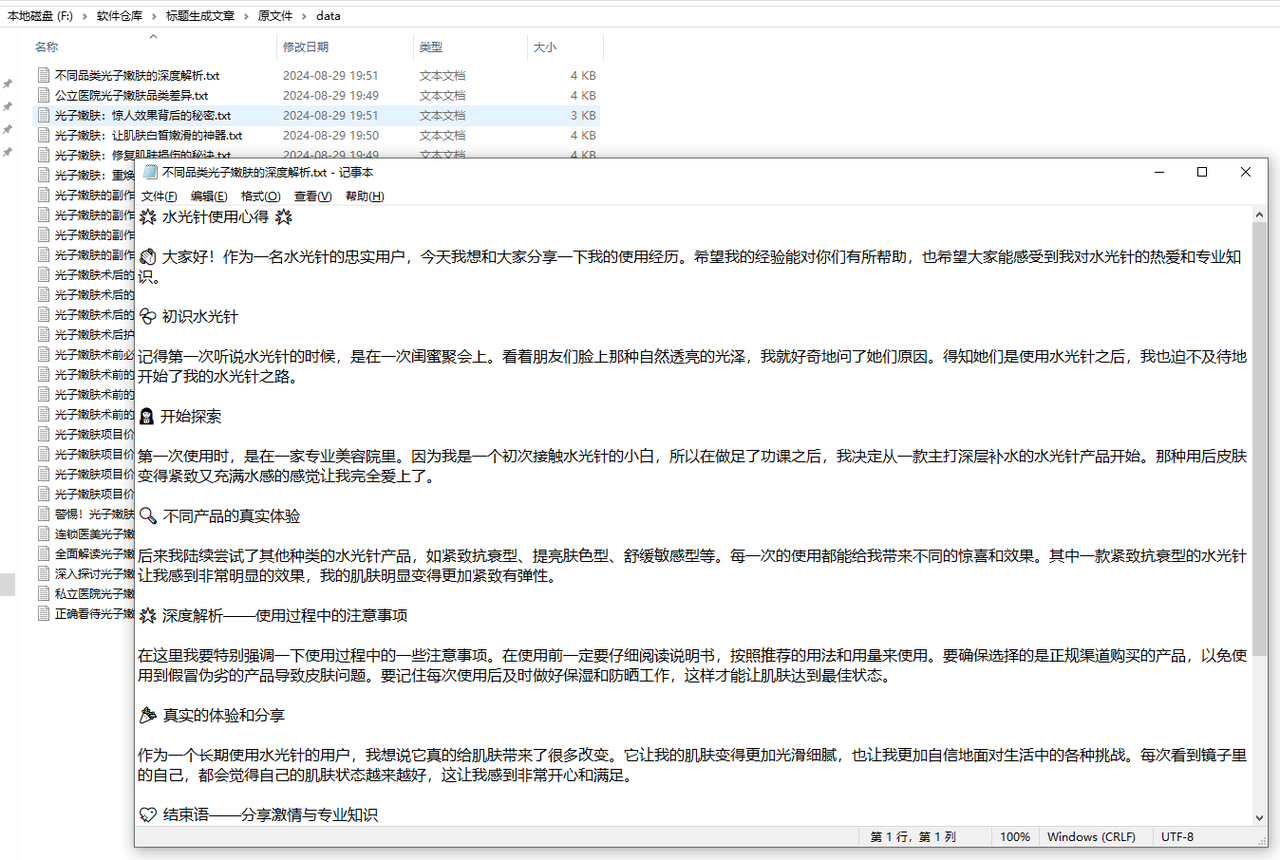 本地磁盘 (F:) › 软件仓库 › 标题生成文章 › 原文件 › data
名称 修改日期 类型 大小
不同品类光子嫩肤的深度解析.txt 2024-08-29 19:51 文本文档 4 KB
公立医院光子嫩肤品类差异.txt 2024-08-29 19:49 文本文档 4 KB
光子嫩肤：惊人效果背后的秘密.txt 2024-08-29 19:51 文本文档 3 KB
光子嫩肤：让肌肤白皙嫩滑的神器.txt 2024-08-29 19:50 文本文档 4 KB
光子嫩肤：修复肌肤损伤的秘诀.txt 2024-08-29 19:49 文本文档 4 KB
光子嫩肤：重焕
光子嫩肤的副作
光子嫩肤的副作
光子嫩肤的副作
光子嫩肤的副作
光子嫩肤术后的
光子嫩肤术后的
光子嫩肤术后的
光子嫩肤术后护
光子嫩肤术前必
光子嫩肤术前的
光子嫩肤术前的
光子嫩肤术前的
光子嫩肤项目价
光子嫩肤项目价
光子嫩肤项目价
光子嫩肤项目价
警惕！光子嫩肤
连锁医美光子嫩
全面解读光子嫩
深入探讨光子嫩
私立医院光子嫩
正确看待光子嫩
不同品类光子嫩肤的深度解析.txt - 记事本
文件(F) 编辑(E) 格式(O) 查看(V) 帮助(H)
水光针使用心得
大家好！作为一名水光针的忠实用户，今天我想和大家分享一下我的使用经历。希望我的经验能对你们有所帮助，也希望大家能感受到我对水光针的热爱和专业知
识。
初识水光针
记得第一次听说水光针的时候，是在一次闺蜜聚会上。看着朋友们脸上那种自然透亮的光泽，我就好奇地问了她们原因。得知她们是使用水光针之后，我也迫不及待地
开始了我的水光针之路。
开始探索
第一次使用时，是在一家专业美容院里。因为我是一个初次接触水光针的小白，所以在做足了功课之后，我决定从一款主打深层补水的水光针产品开始。那种用后皮肤
变得紧致又充满水感的感觉让我完全爱上了。
不同产品的真实体验
后来我陆续尝试了其他种类的水光针产品，如紧致抗衰型、提亮肤色型、舒缓敏感型等。每一次的使用都能给我带来不同的惊喜和效果。其中一款紧致抗衰型的水光针
让我感到非常明显的效果，我的肌肤明显变得更加紧致有弹性。
深度解析——使用过程中的注意事项
在这里我要特别强调一下使用过程中的一些注意事项。在使用前一定要仔细阅读说明书，按照推荐的用法和用量来使用。要确保选择的是正规渠道购买的产品，以免使
用到假冒伪劣的产品导致皮肤问题。要记住每次使用后及时做好保湿和防晒工作，这样才能让肌肤达到最佳状态。
真实的体验和分享
作为一个长期使用水光针的用户，我想说它真的给肌肤带来了很多改变。它让我的肌肤变得更加光滑细腻，也让我更加自信地面对生活中的各种挑战。每次看到镜子里
的自己，都会觉得自己的肌肤状态越来越好，这让我感到非常开心和满足。
结束语——分享激情与专业知识
第 1 行，第 1 列 100% Windows (CRLF) UTF-8